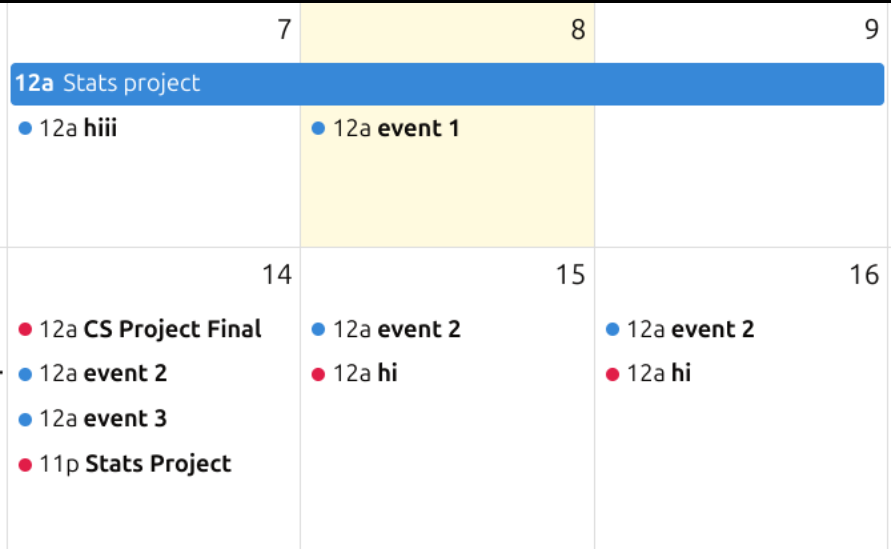 7
8
9
12a Stats project
12a hiii
12a event 1
14
15
16
12a CS Project Final
12a event 2
12a event 3
11p Stats Project
12a event 2
12a hi
12a event 2
12a hi